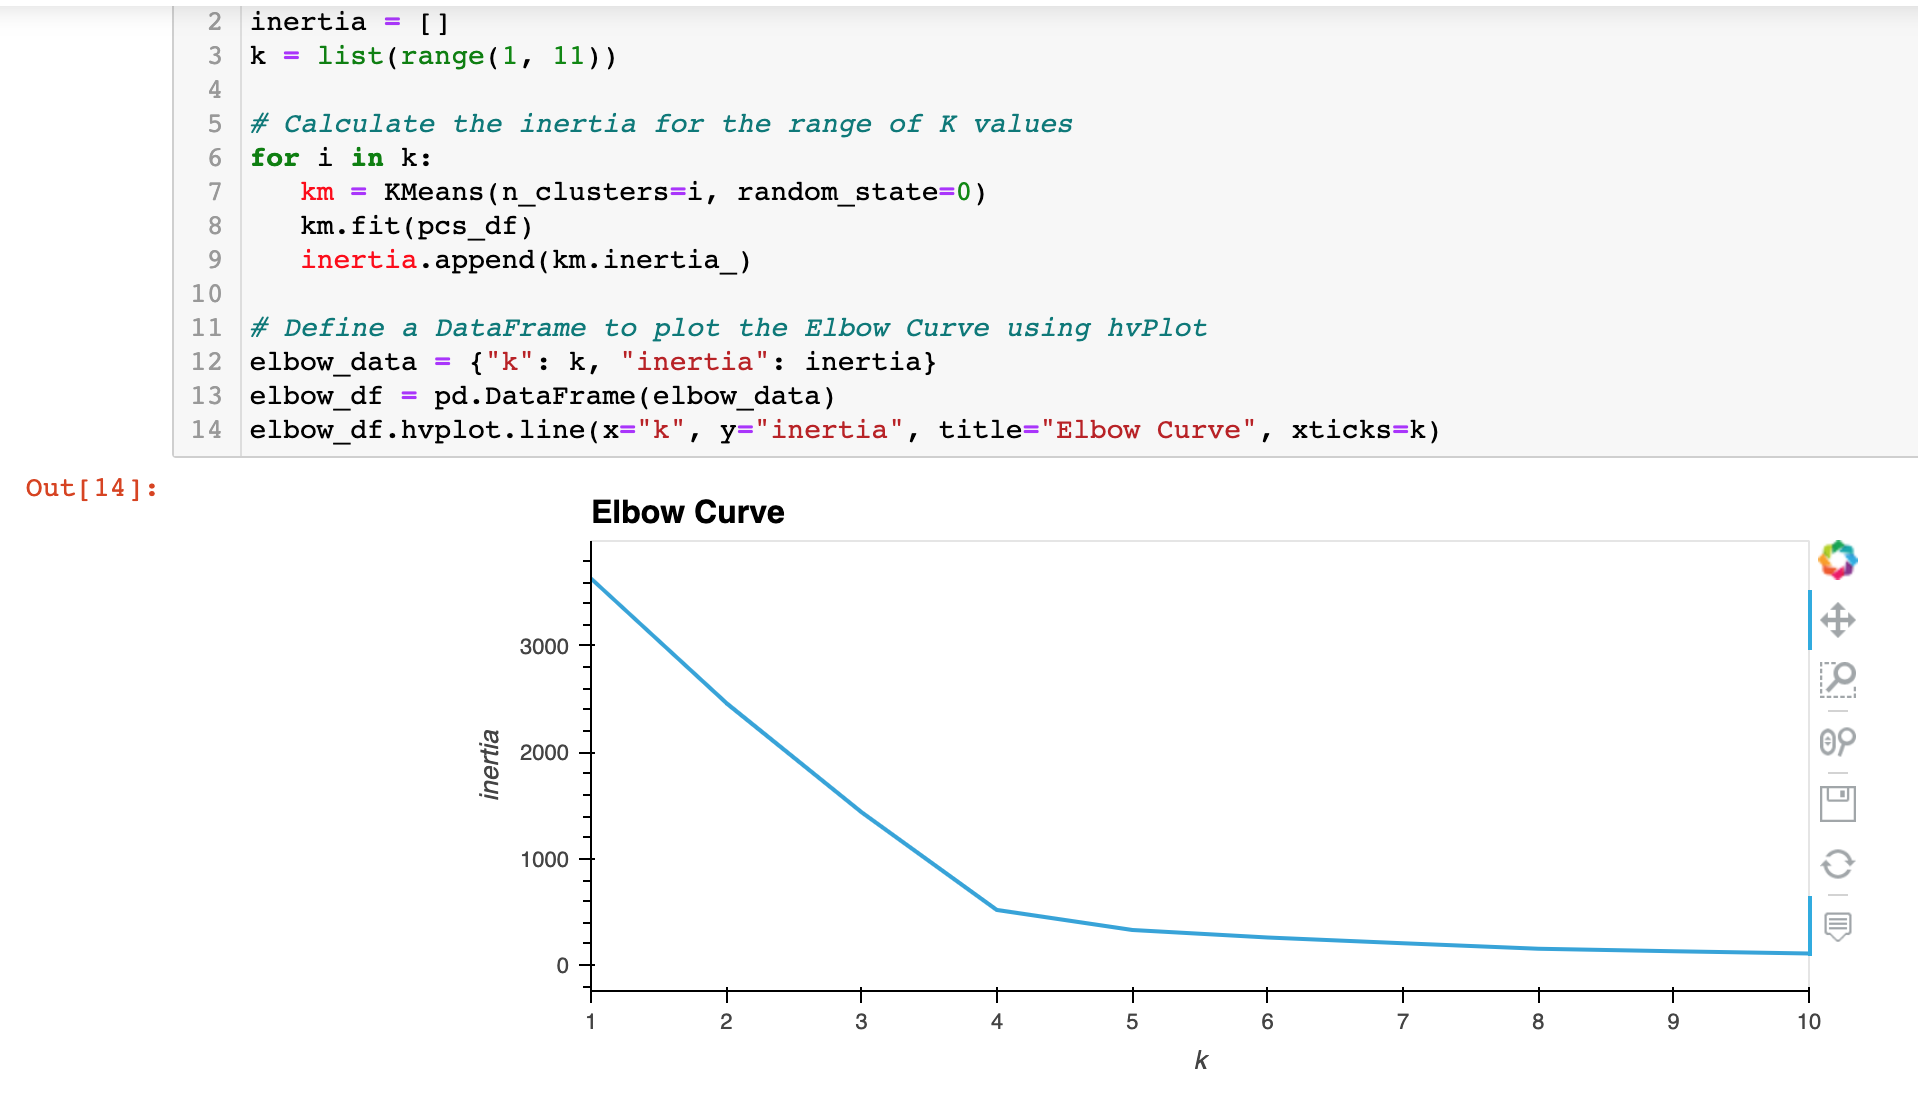 2 inertia = []
3 k = list(range(1, 11))
4
5 # Calculate the inertia for the range of K values
6 for i in k:
7    km = KMeans(n_clusters=i, random_state=0)
8    km.fit(pcs_df)
9    inertia.append(km.inertia_)
10
11 # Define a DataFrame to plot the Elbow Curve using hvPlot
12 elbow_data = {"k": k, "inertia": inertia}
13 elbow_df = pd.DataFrame(elbow_data)
14 elbow_df.hvplot.line(x="k", y="inertia", title="Elbow Curve", xticks=k)
Out[14]:
Elbow Curve
3000
2000
1000
0
inertia
1 2 3 4 5 6 7 8 9 10
k